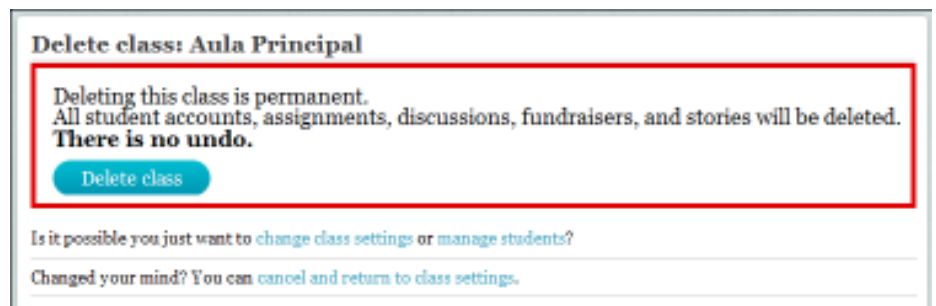 Delete class: Aula Principal
Deleting this class is permanent.
All student accounts, assignments, discussions, fundraisers, and stories will be deleted.
There is no undo.
Delete class
Is it possible you just want to change class settings or manage students?
Changed your mind? You can cancel and return to class settings.